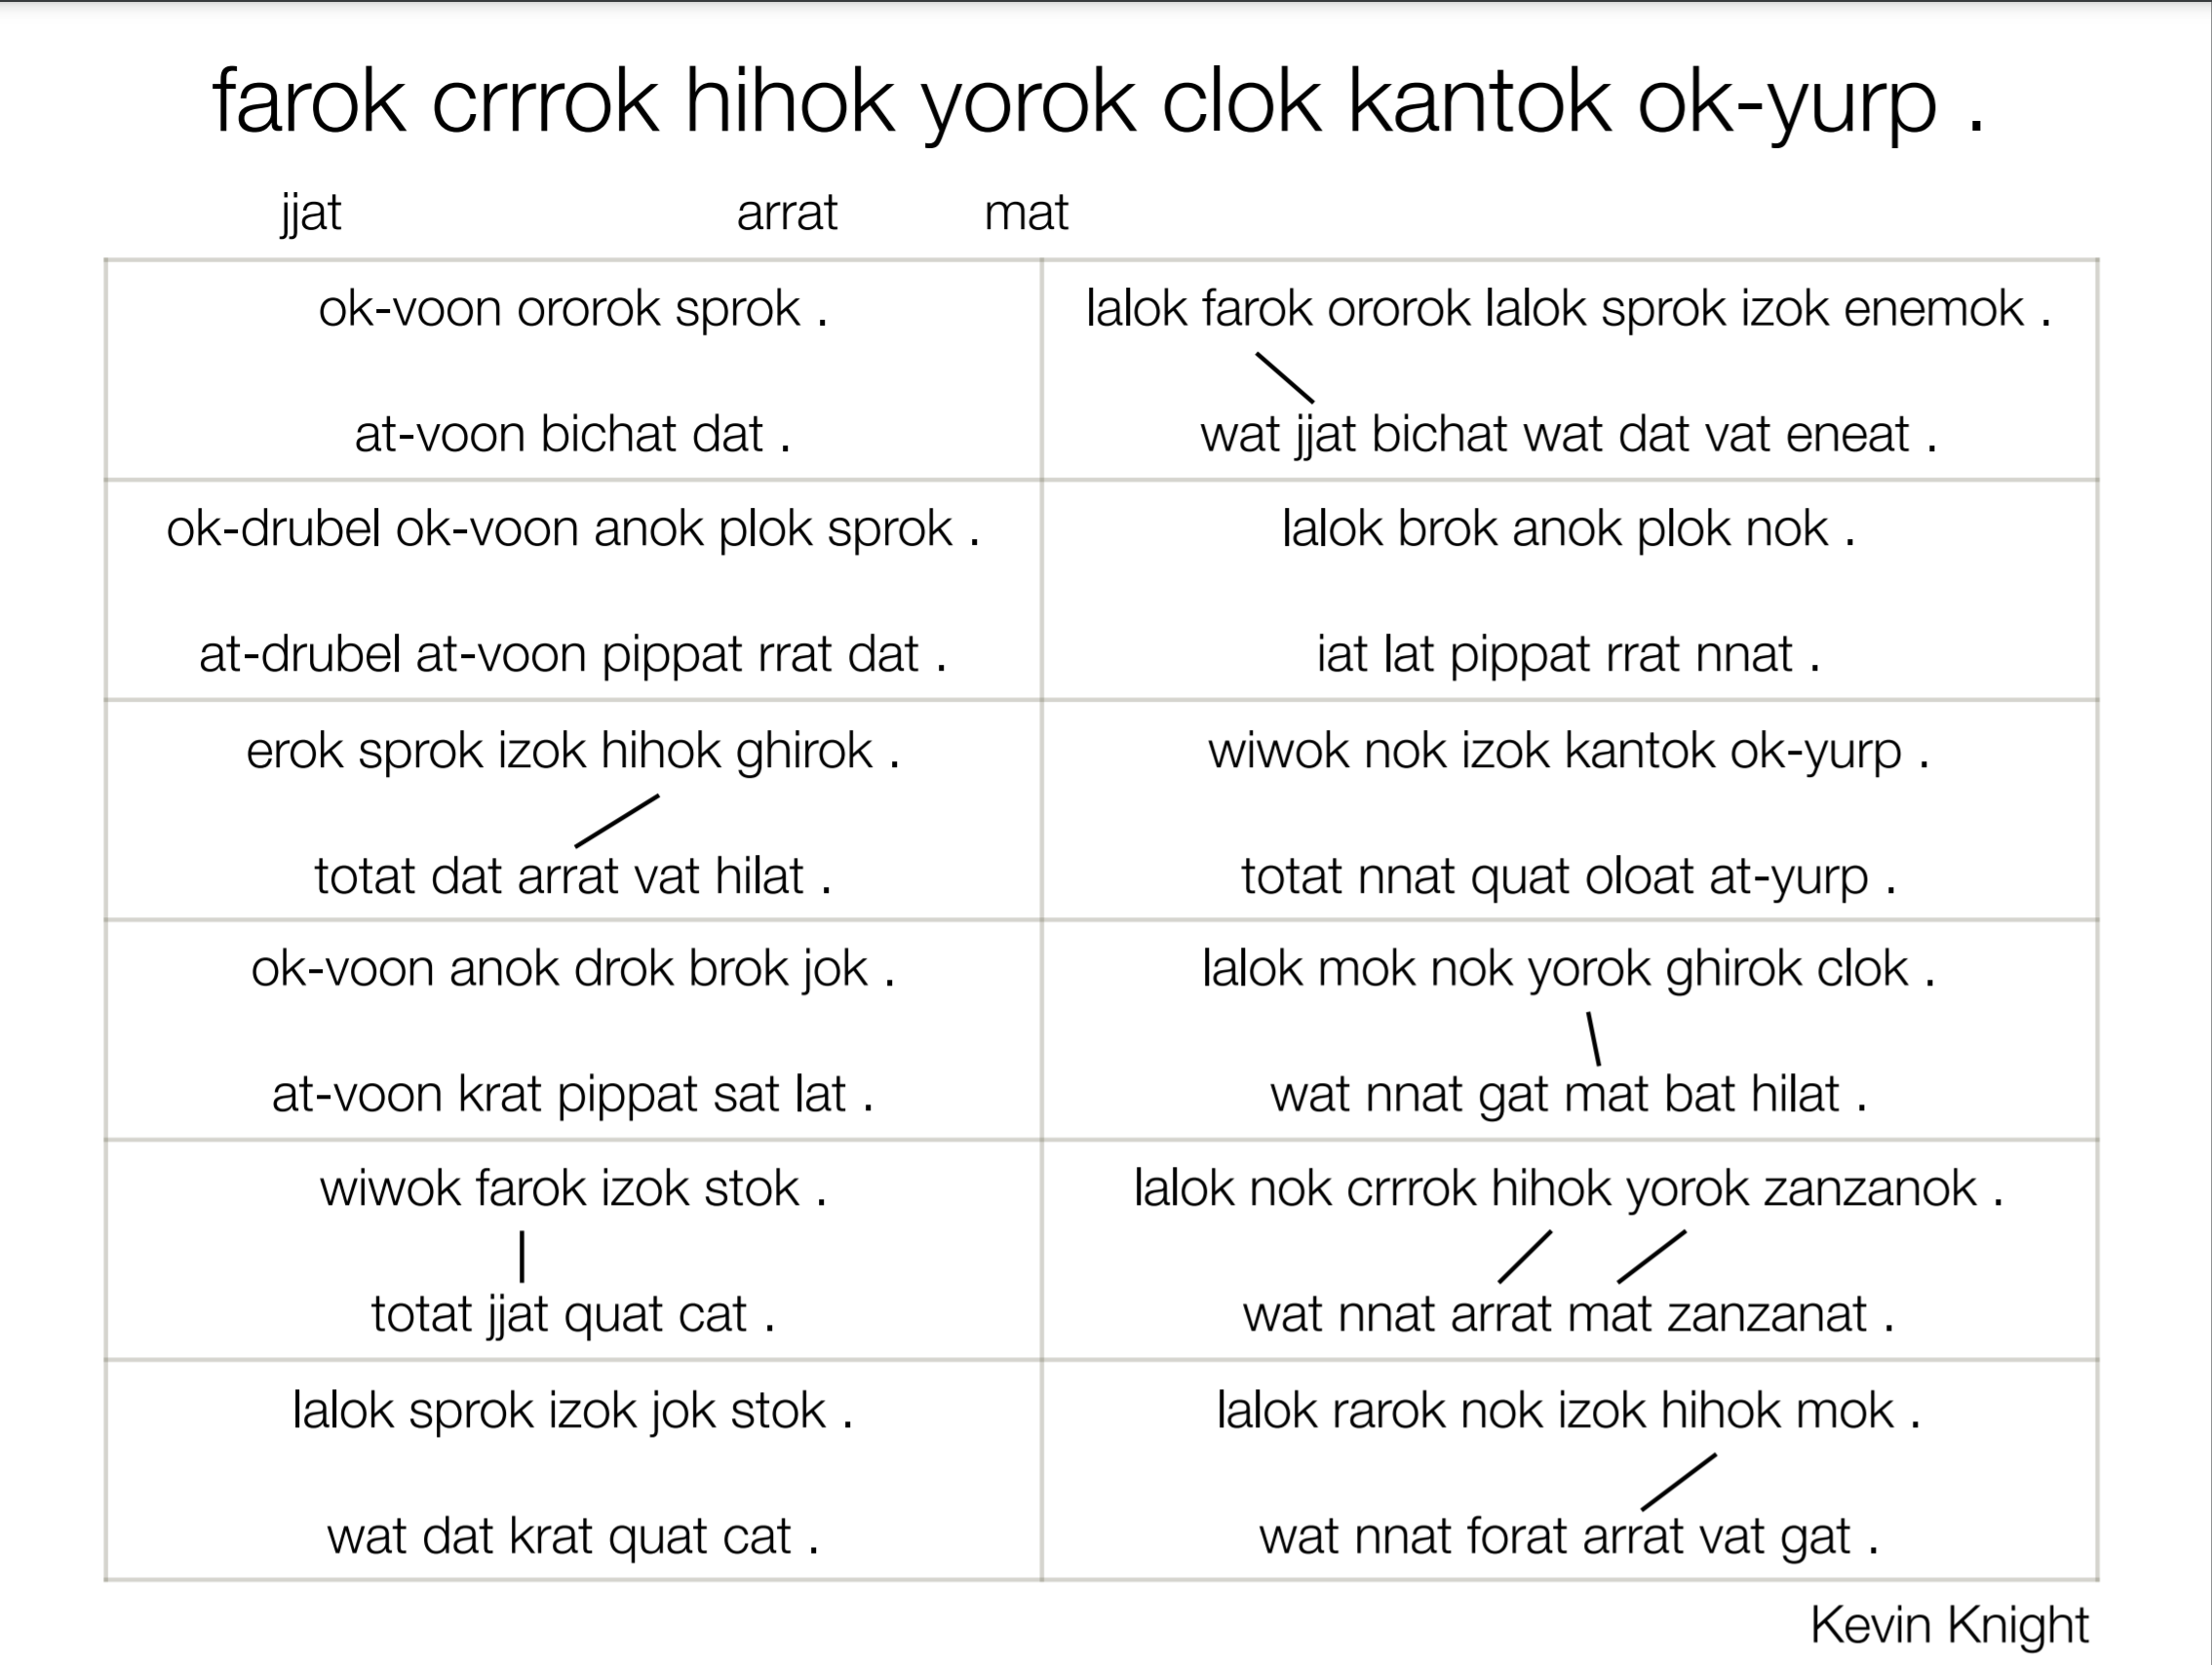 farok crrrok hihok yorok clok kantok ok-yurp .
jjat arrat mat
ok-voon ororok sprok .
at-voon bichat dat .
lalok farok ororok lalok sprok izok enemok .
wat jjat bichat wat dat vat eneat .
ok-drubel ok-voon anok plok sprok .
at-drubel at-voon pippat rrat dat .
lalok brok anok plok nok .
iat lat pippat rrat nnat .
erok sprok izok hihok ghirok .
totat dat arrat vat hilat .
wiwok nok izok kantok ok-yurp .
totat nnat quat oloat at-yurp .
ok-voon anok drok brok jok .
at-voon krat pippat sat lat .
lalok mok nok yorok ghirok clok .
wat nnat gat mat bat hilat .
wiwok farok izok stok .
totat jjat quat cat .
lalok nok crrrok hihok yorok zanzanok .
wat nnat arrat mat zanzanat .
lalok sprok izok jok stok .
wat dat krat quat cat .
lalok rarok nok izok hihok mok .
wat nnat forat arrat vat gat .
Kevin Knight